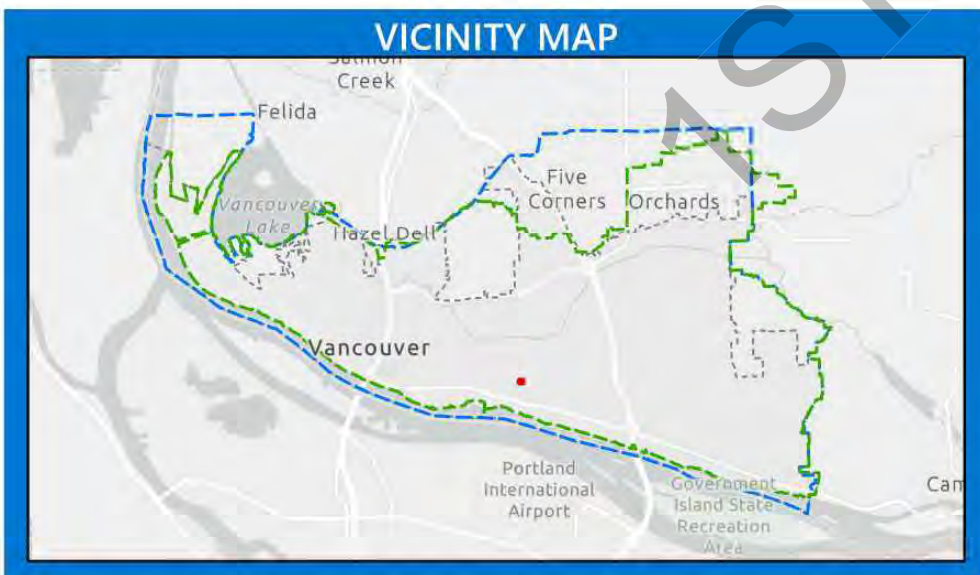 VICINITY MAP
Salmon
Creek
Felida
Five
Corners
Orchards
Vancouver
Lake
Hazel Dell
Vancouver
Portland
International
Airport
Government
Island State
Recreation
Area
Cam